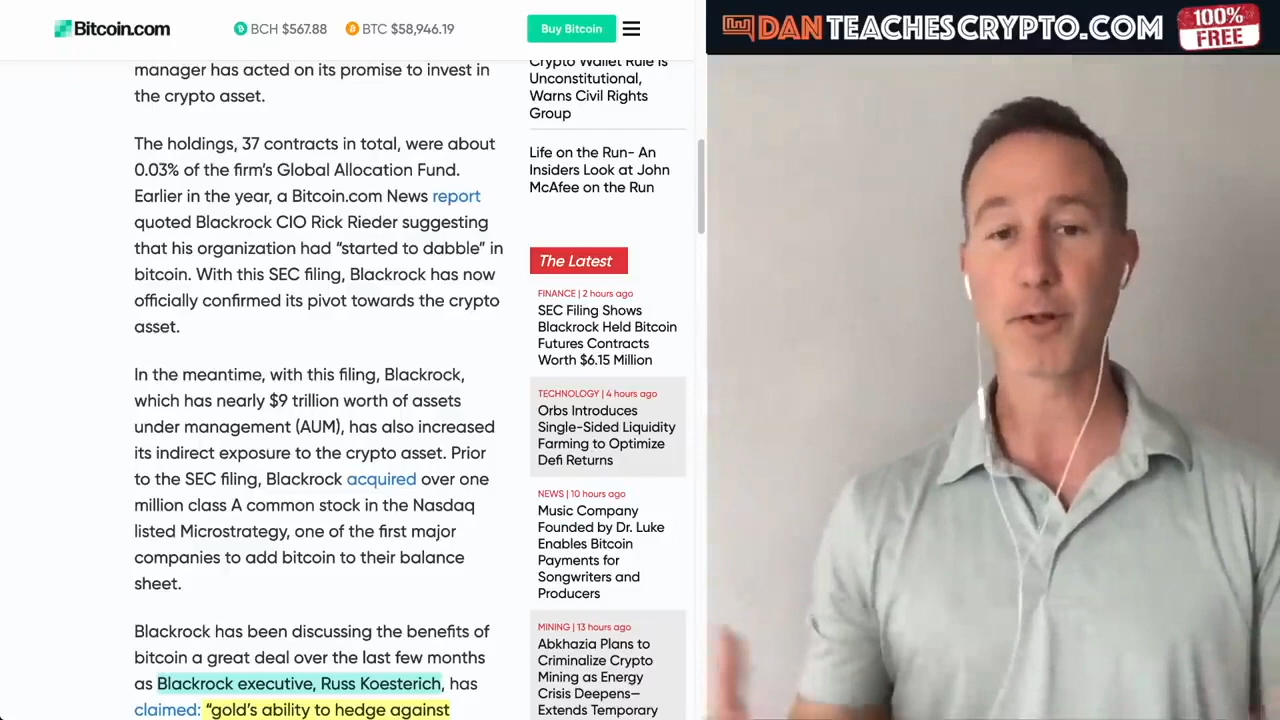 Bitcoin.com
BCH $567.88
BTC $58,946.19
Buy Bitcoin
manager has acted on its promise to invest in
the crypto asset.
The holdings, 37 contracts in total, were about
0.03% of the firm’s Global Allocation Fund.
Earlier in the year, a Bitcoin.com News report
quoted Blackrock CIO Rick Rieder suggesting
that his organization had “started to dabble” in
bitcoin. With this SEC filing, Blackrock has now
officially confirmed its pivot towards the crypto
asset.
In the meantime, with this filing, Blackrock,
which has nearly $9 trillion worth of assets
under management (AUM), has also increased
its indirect exposure to the crypto asset. Prior
to the SEC filing, Blackrock acquired over one
million class A common stock in the Nasdaq
listed Microstrategy, one of the first major
companies to add bitcoin to their balance
sheet.
Blackrock has been discussing the benefits of
bitcoin a great deal over the last few months
as Blackrock executive, Russ Koesterich, has
claimed: “gold’s ability to hedge against
Crypto Wallet Rule is
Unconstitutional,
Warns Civil Rights
Group
Life on the Run- An
Insiders Look at John
McAfee on the Run
The Latest
FINANCE | 2 hours ago
SEC Filing Shows
Blackrock Held Bitcoin
Futures Contracts
Worth $6.15 Million
TECHNOLOGY | 4 hours ago
Orbs Introduces
Single-Sided Liquidity
Farming to Optimize
Defi Returns
NEWS | 10 hours ago
Music Company
Founded by Dr. Luke
Enables Bitcoin
Payments for
Songwriters and
Producers
MINING | 13 hours ago
Abkhazia Plans to
Criminalize Crypto
Mining as Energy
Crisis Deepens—
Extends Temporary
DANTEACHESCRYPTO.COM
100%
FREE